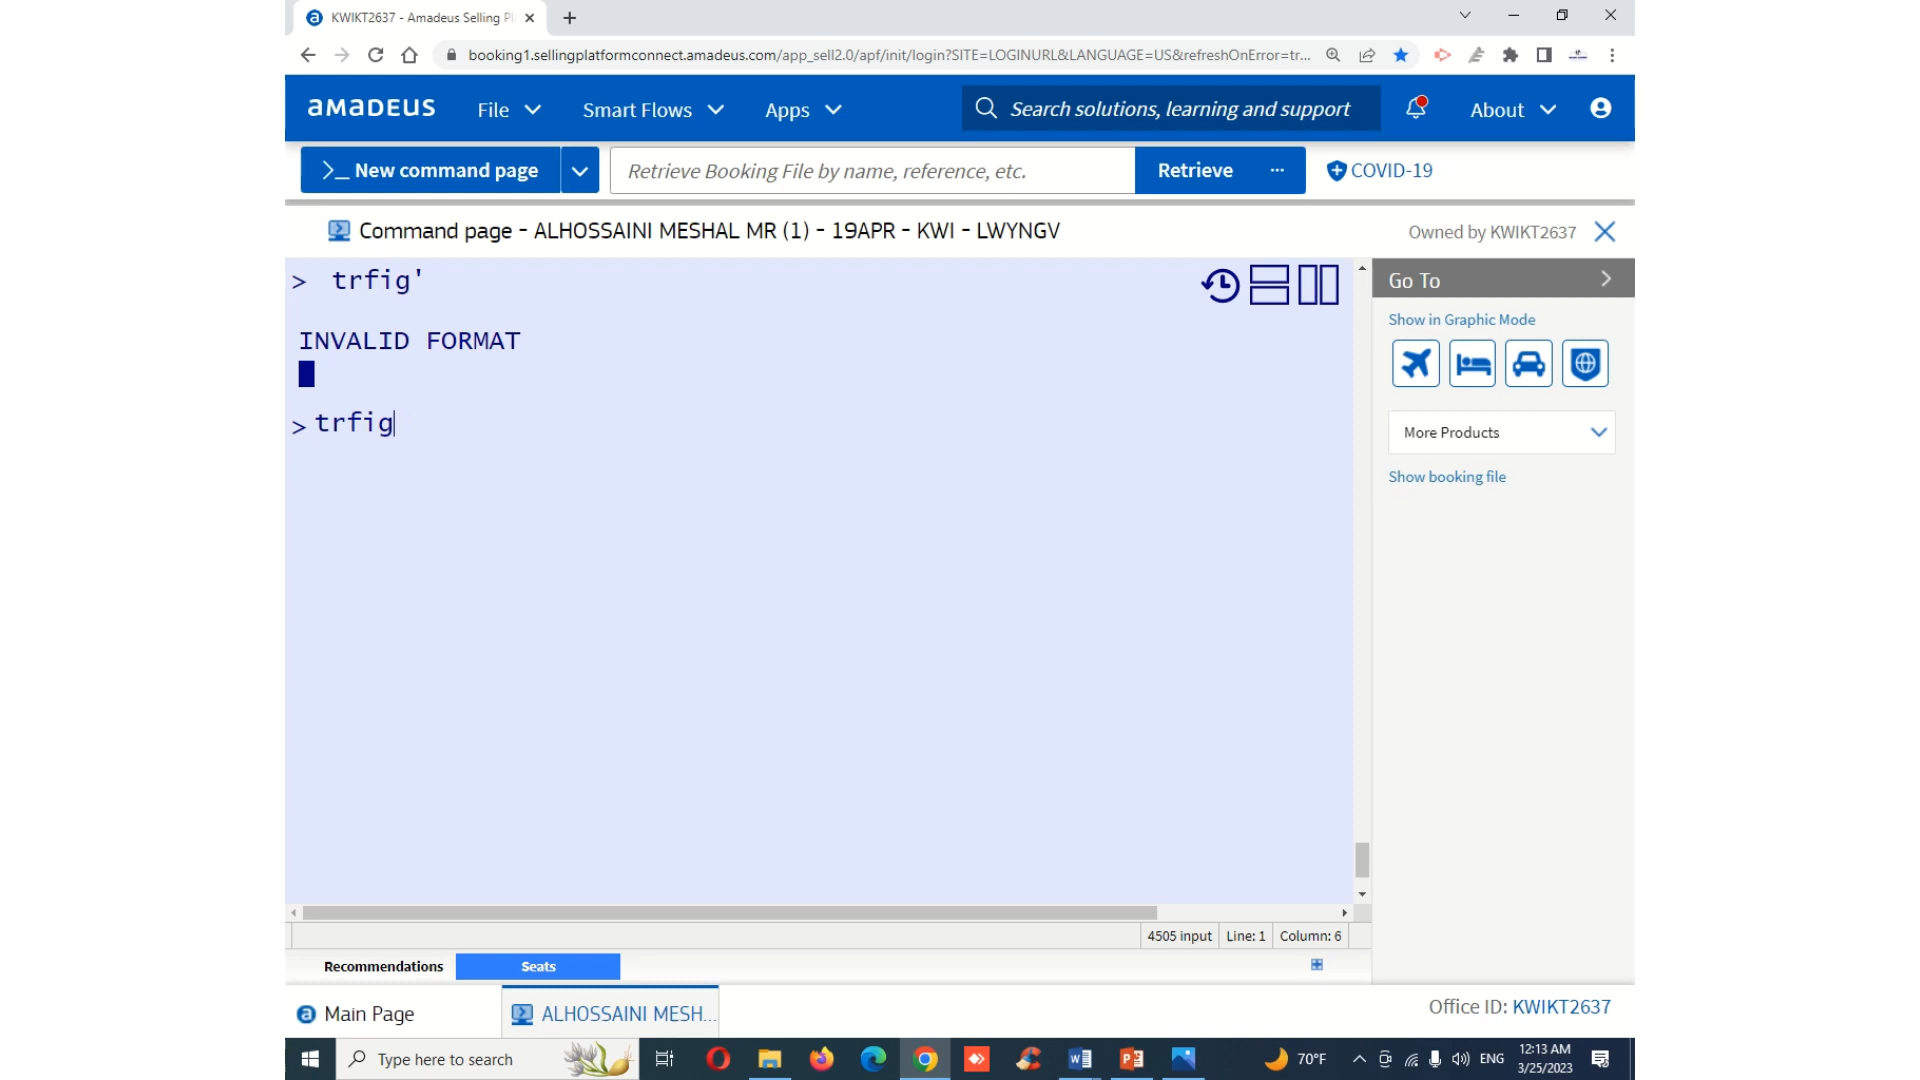 KWIKT2637 - Amadeus Selling Pl
booking1.sellingplatformconnect.amadeus.com/app_sell2.0/apf/init/login?SITE=LOGINURL&LANGUAGE=US&refreshOnError=tr...
amadeus File Smart Flows Apps Search solutions, learning and support About
>_ New command page Retrieve Booking File by name, reference, etc. Retrieve ... COVID-19
Command page - ALHOSSAINI MESHAL MR (1) - 19APR - KWI - LWYNGV Owned by KWIKT2637
> trfig'
Go To
Show in Graphic Mode
INVALID FORMAT
> trfig
More Products
Show booking file
4505 input Line: 1 Column: 6
Recommendations Seats
Main Page ALHOSSAINI MESH... Office ID: KWIKT2637
Type here to search 70°F ENG 12:13 AM
3/25/2023